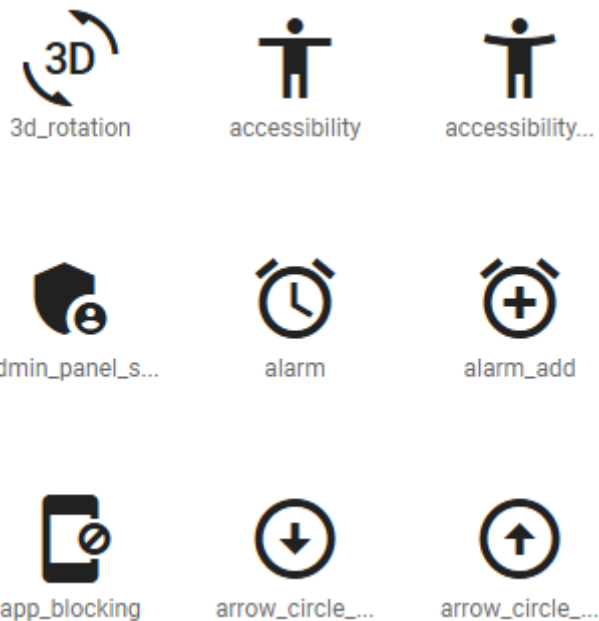 3D
3d_rotation accessibility accessibility...
dmin_panel_s... alarm alarm_add
app_blocking arrow_circle_... arrow_circle_...